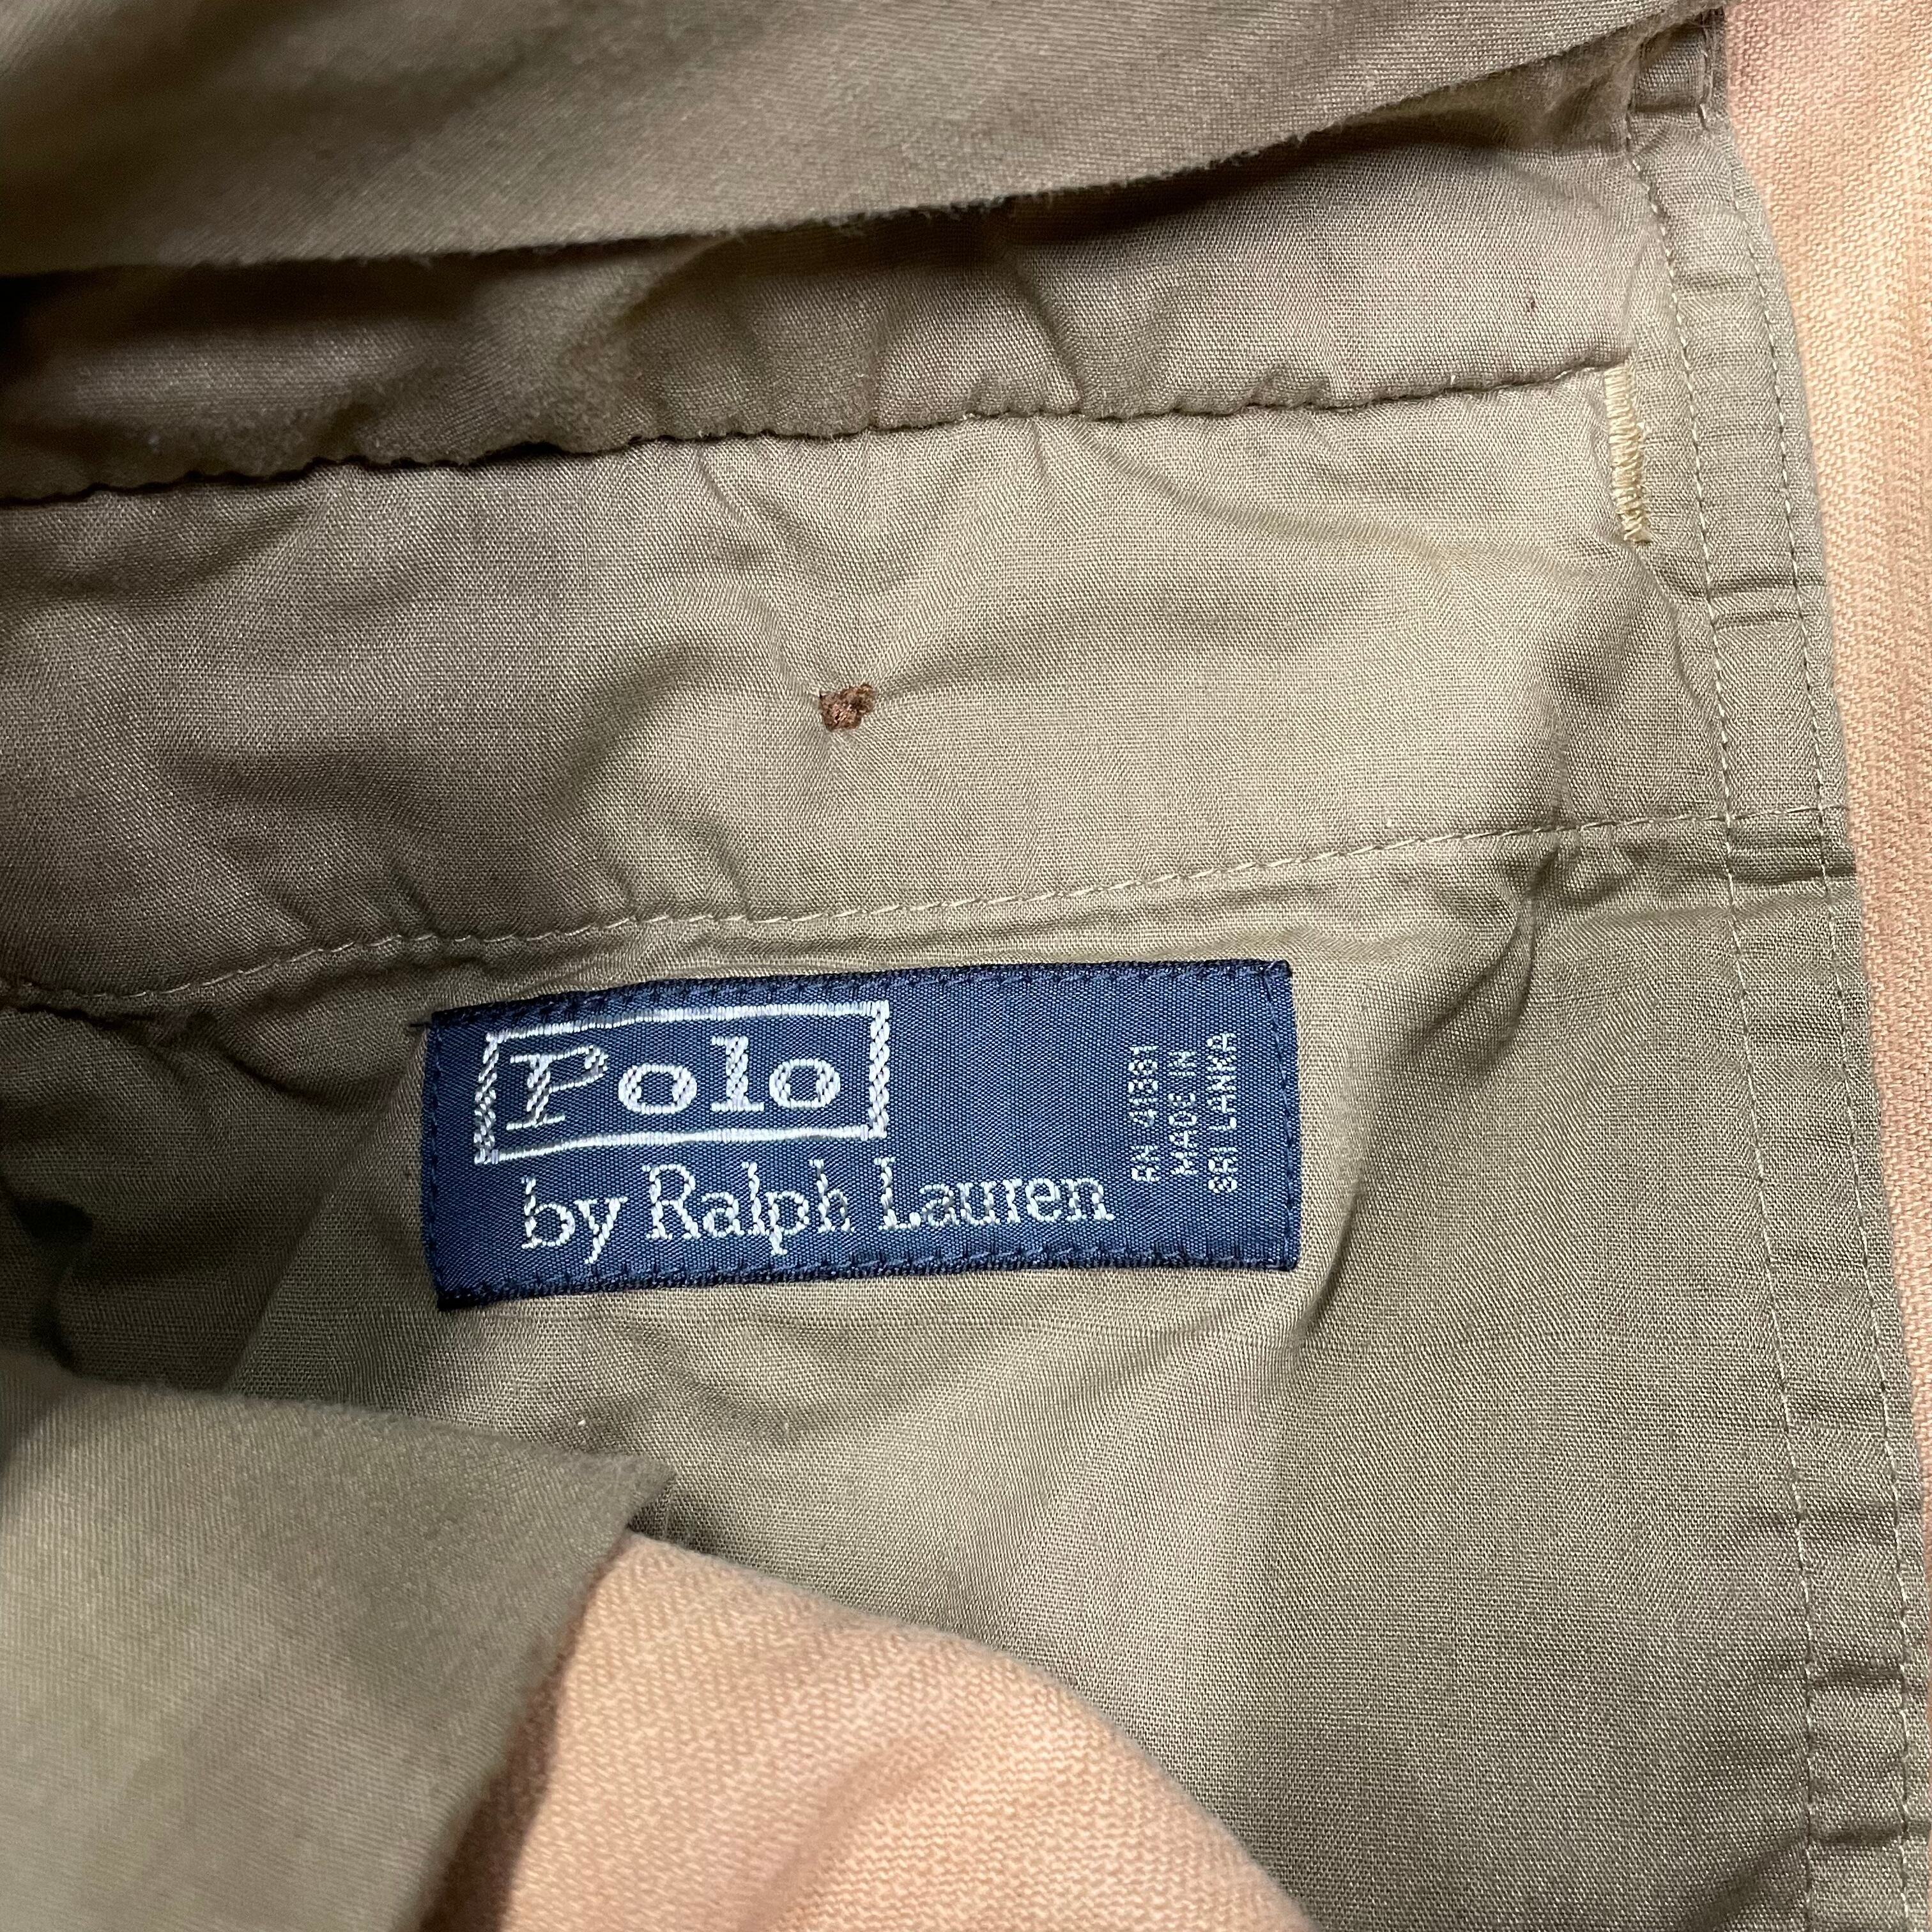 Polo
by Ralph Lauren
RN 41381
MADE IN
SRI LANKA